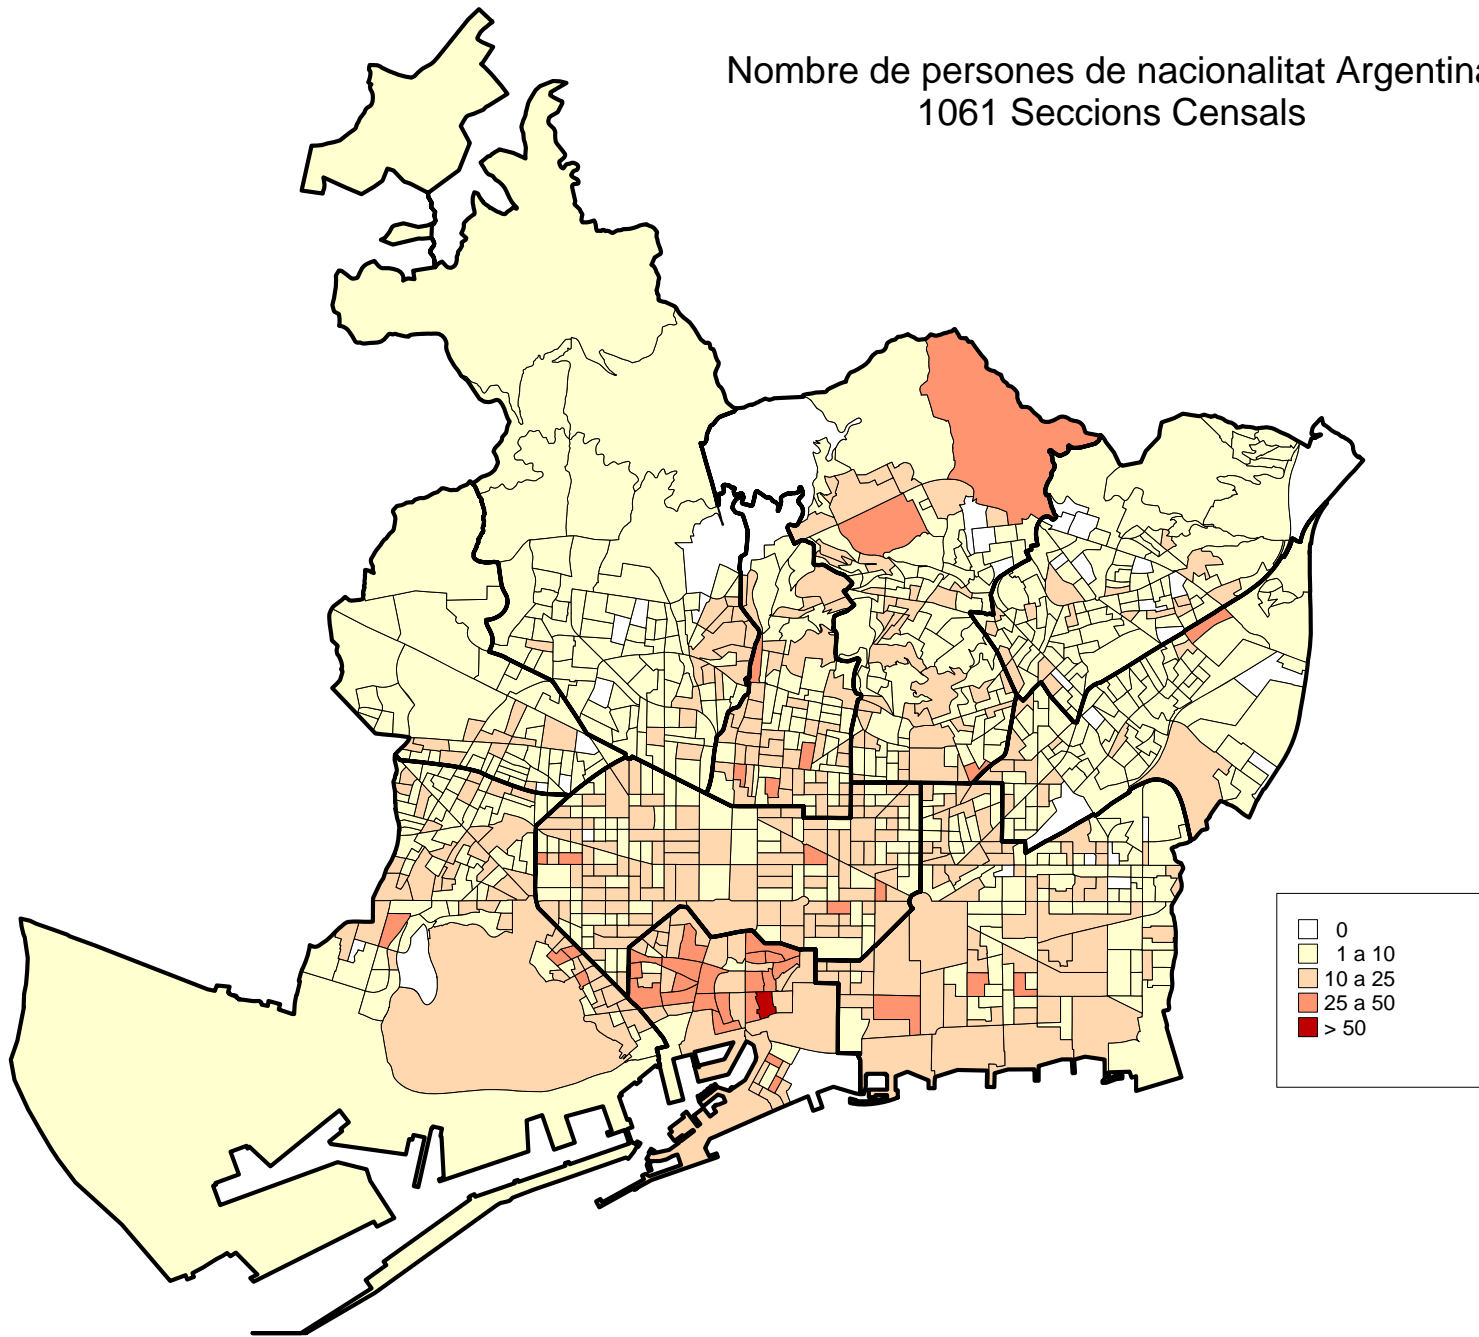 Nombre de persones de nacionalitat Argentina
1061 Seccions Censals
0
1 a 10
10 a 25
25 a 50
> 50